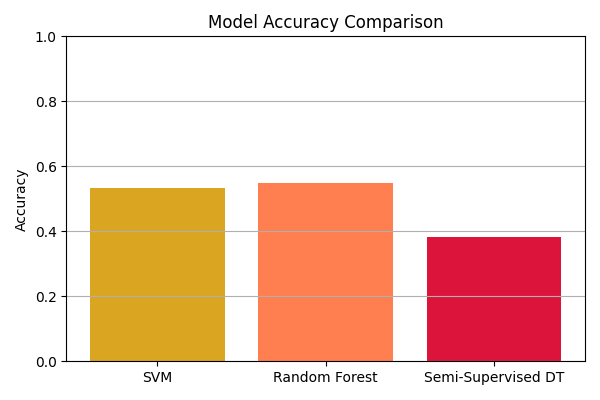 Model Accuracy Comparison
1.0
0.8
0.6
0.4
0.2
0.0
Accuracy
SVM
Random Forest
Semi-Supervised DT